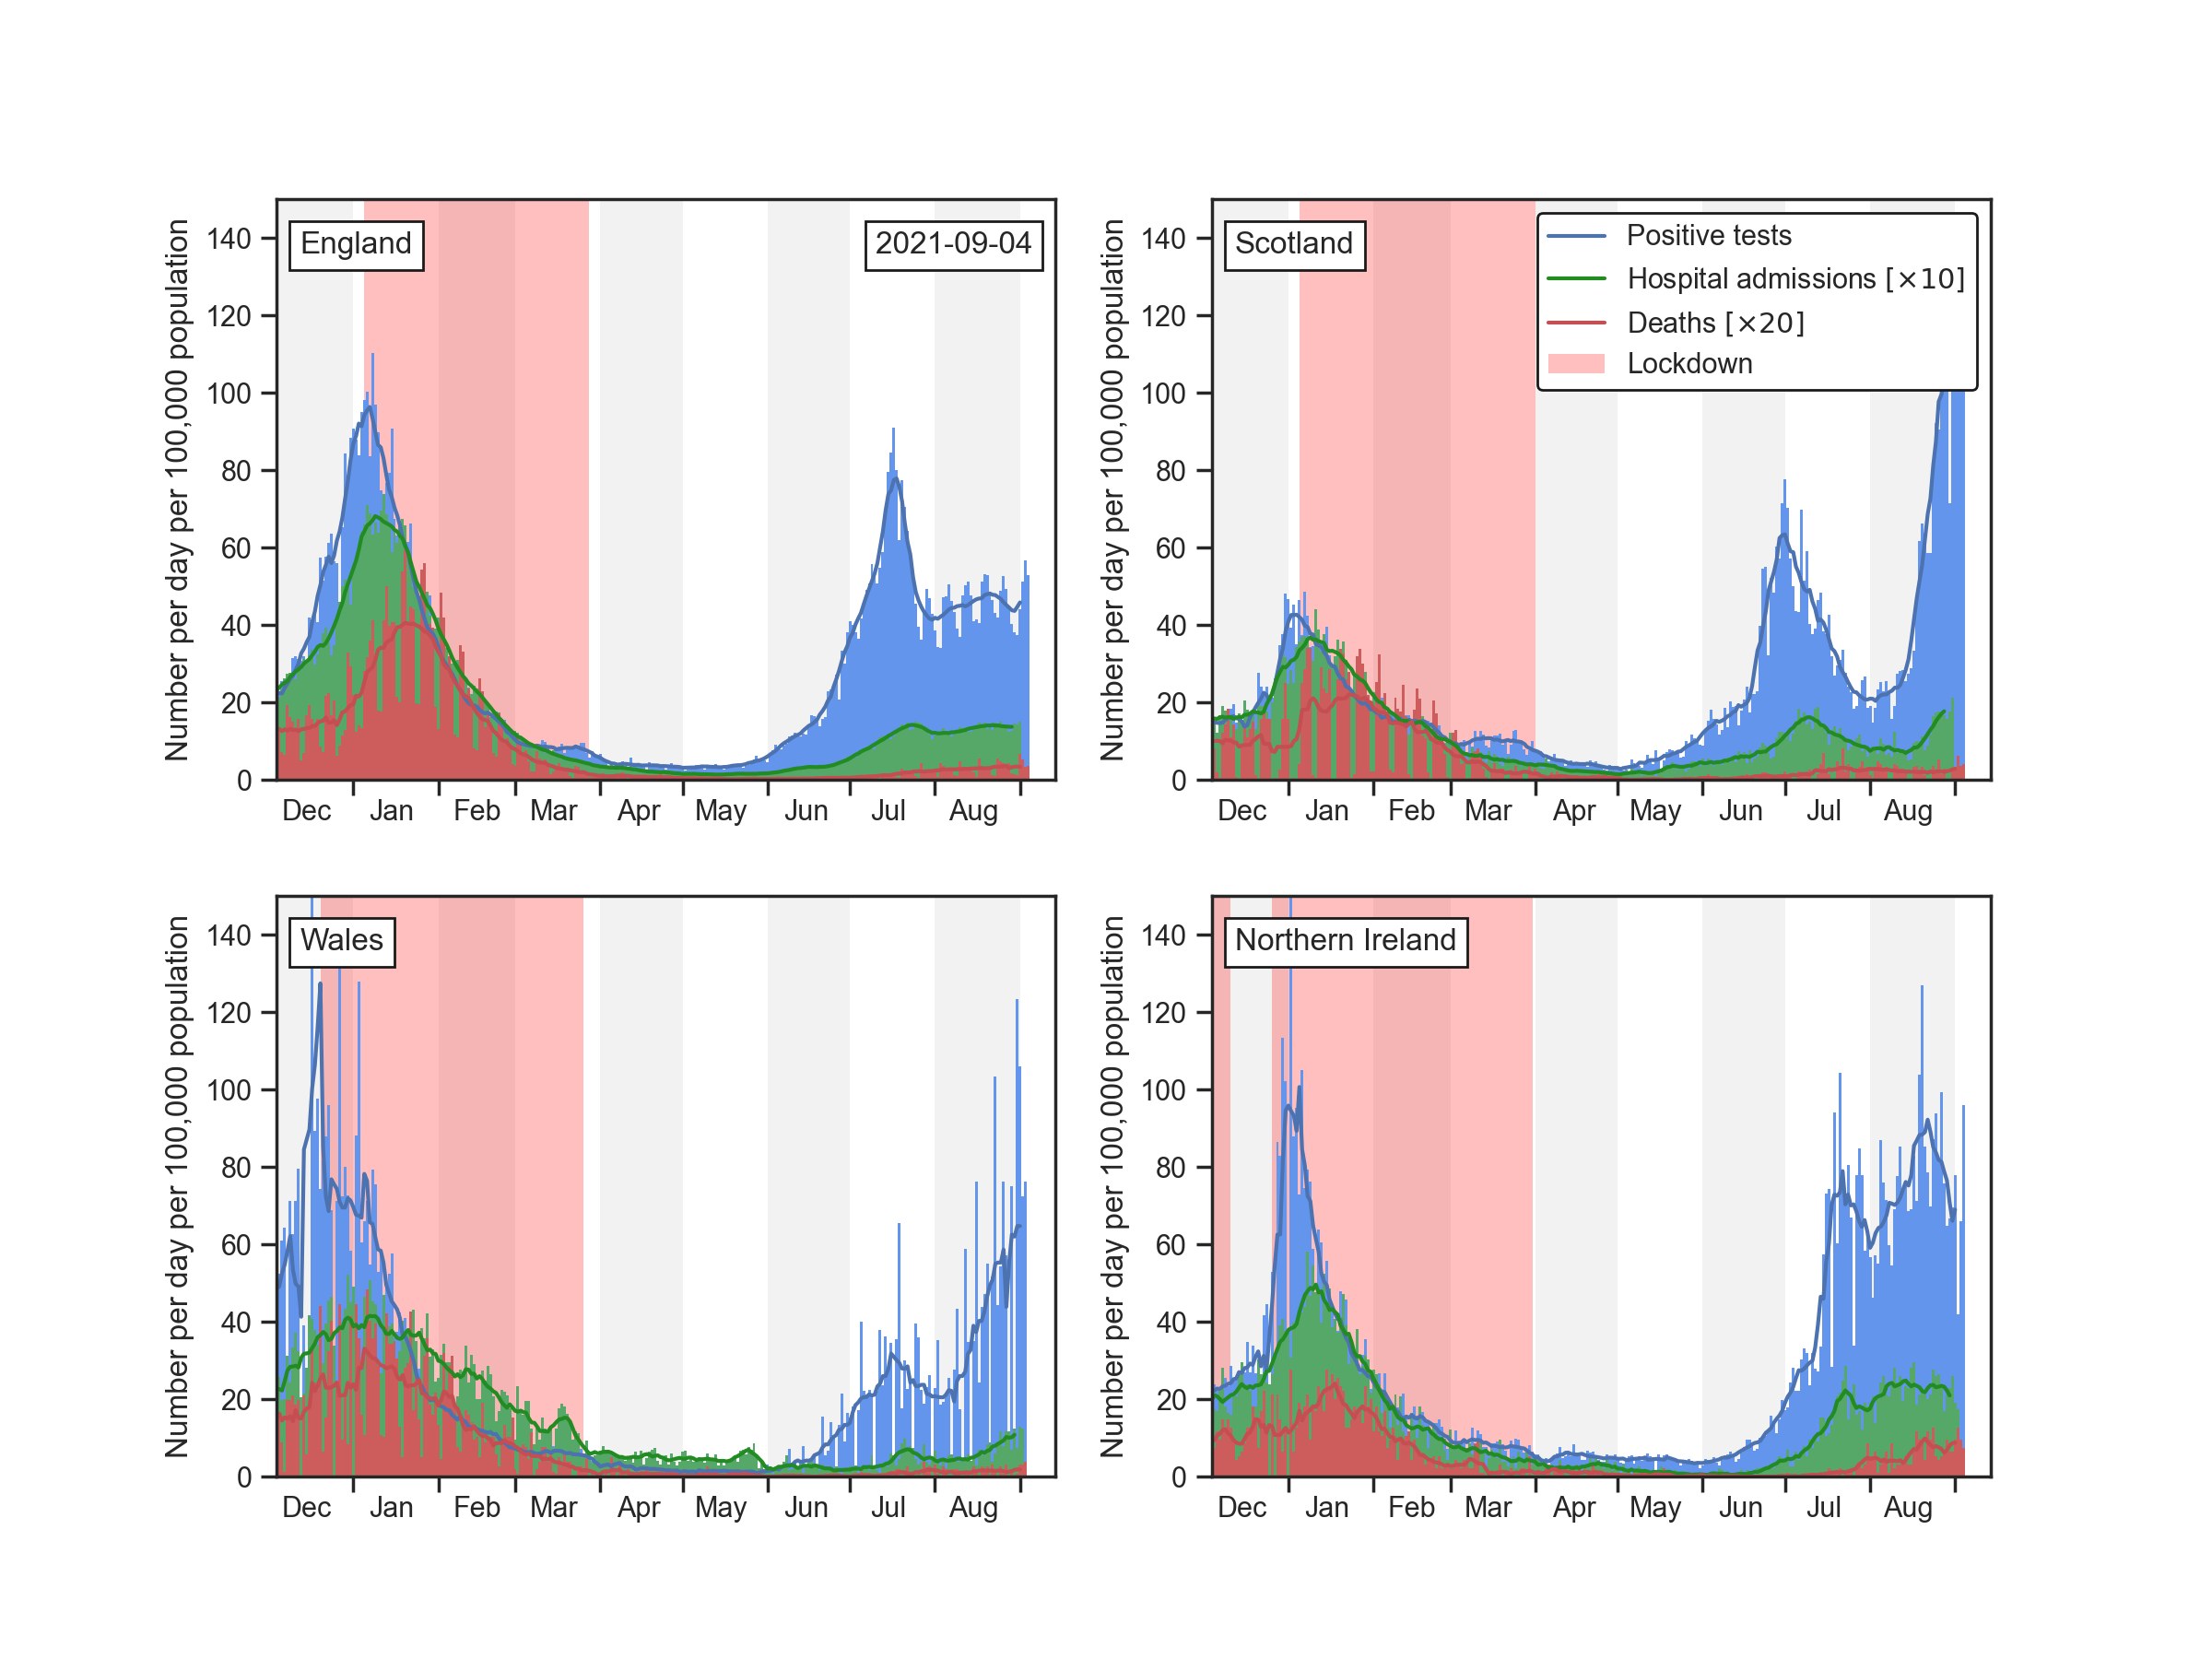 England
2021-09-04
Number per day per 100,000 population
140
120
100
80
60
40
20
0
Dec Jan Feb Mar Apr May Jun Jul Aug
Scotland
Positive tests
Hospital admissions [×10]
Deaths [×20]
Lockdown
Number per day per 100,000 population
140
120
100
80
60
40
20
0
Dec Jan Feb Mar Apr May Jun Jul Aug
Wales
Number per day per 100,000 population
140
120
100
80
60
40
20
0
Dec Jan Feb Mar Apr May Jun Jul Aug
Northern Ireland
Number per day per 100,000 population
140
120
100
80
60
40
20
0
Dec Jan Feb Mar Apr May Jun Jul Aug